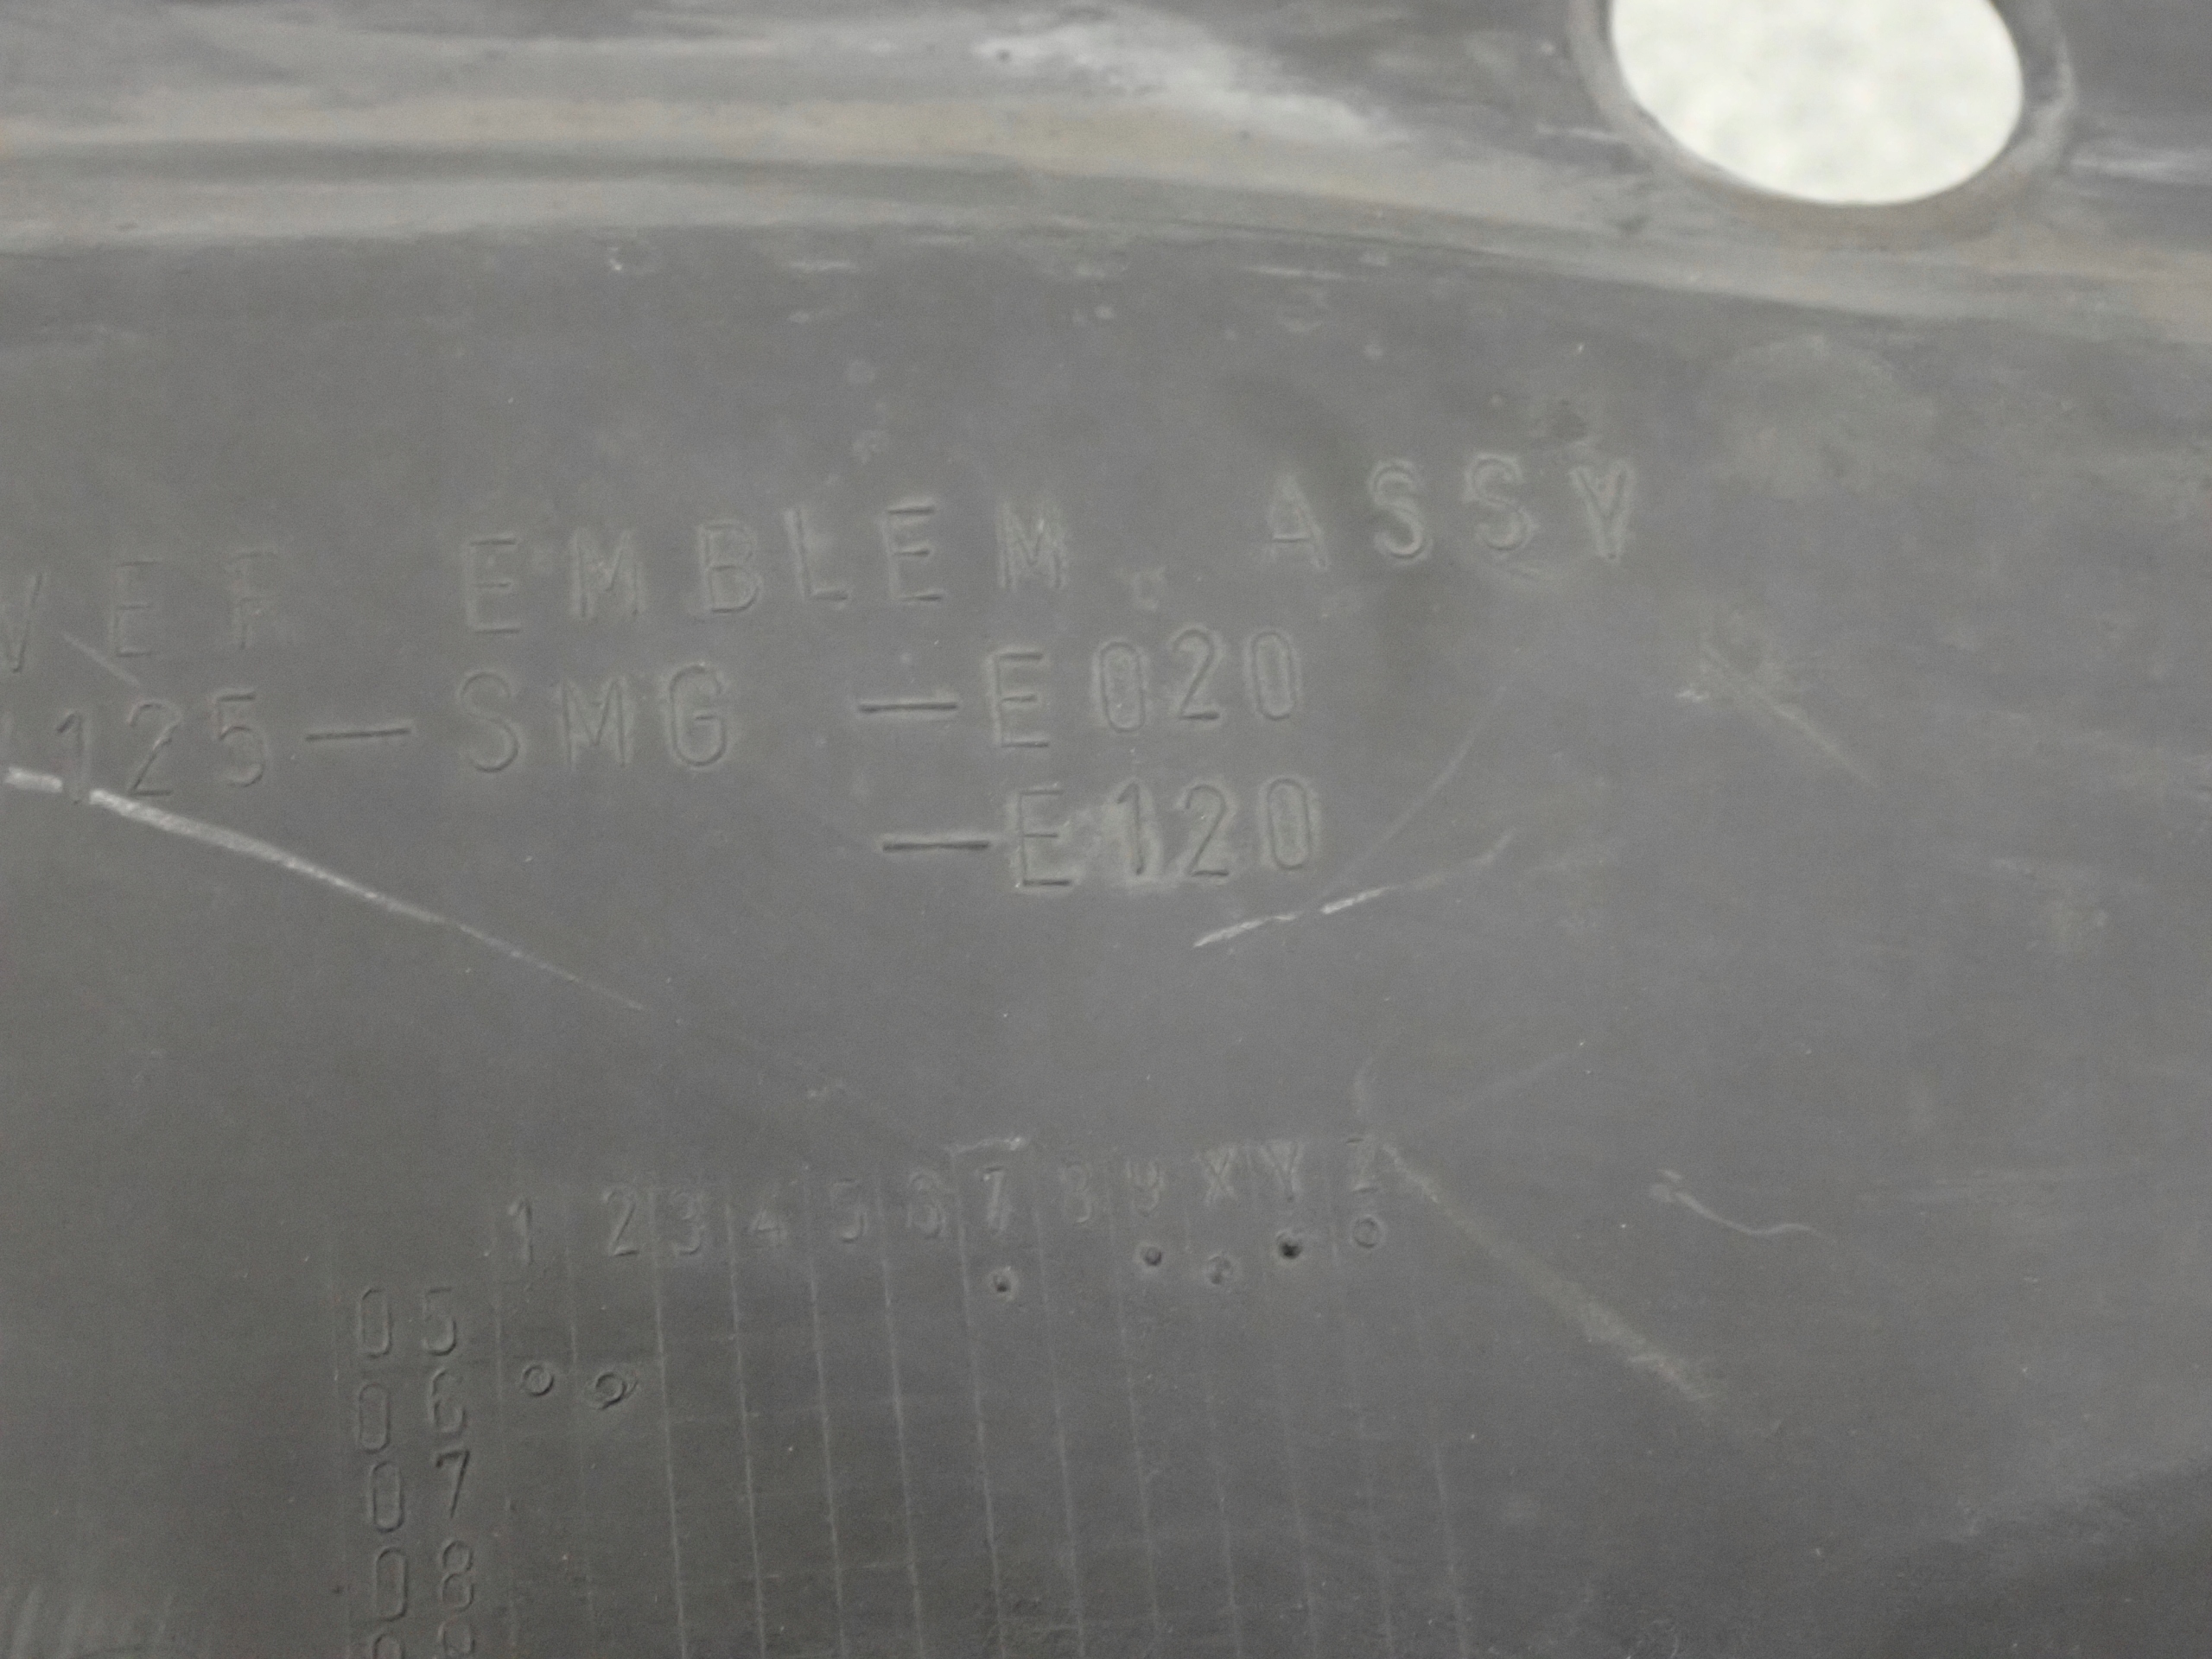 VER EMBLEM. ASSY
125-SMG-E020
-E120
1 2 3 4 5 6 7 8 9 X Y Z
05
06
07
08